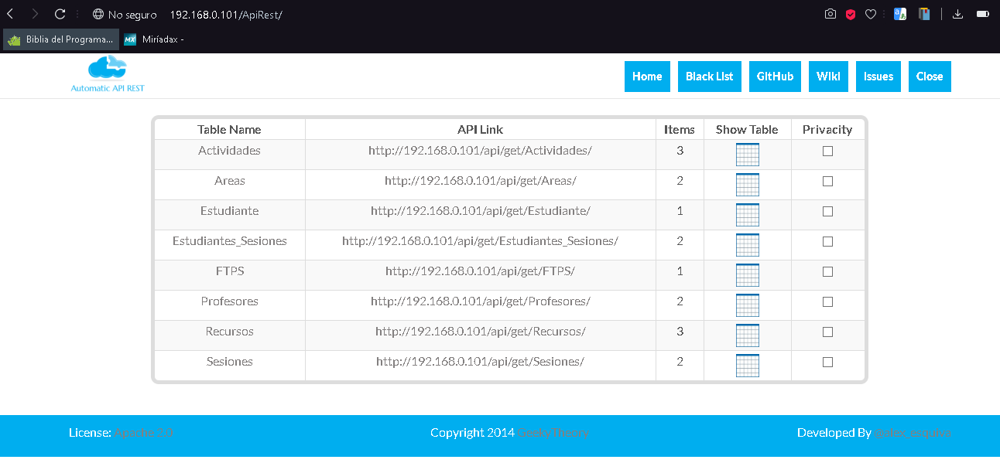 No seguro 192.168.0.101/ApiRest/
Biblia del Programa... MX Miríadax -
Automatic API REST
Home Black List GitHub Wiki Issues Close
Table Name API Link Items Show Table Privacity
Actividades http://192.168.0.101/api/get/Actividades/ 3
Areas http://192.168.0.101/api/get/Areas/ 2
Estudiante http://192.168.0.101/api/get/Estudiante/ 1
Estudiantes_Sesiones http://192.168.0.101/api/get/Estudiantes_Sesiones/ 2
FTPS http://192.168.0.101/api/get/FTPS/ 1
Profesores http://192.168.0.101/api/get/Profesores/ 2
Recursos http://192.168.0.101/api/get/Recursos/ 3
Sesiones http://192.168.0.101/api/get/Sesiones/ 2
License: Apache Copyright 2014 GeekyTheory Developed By